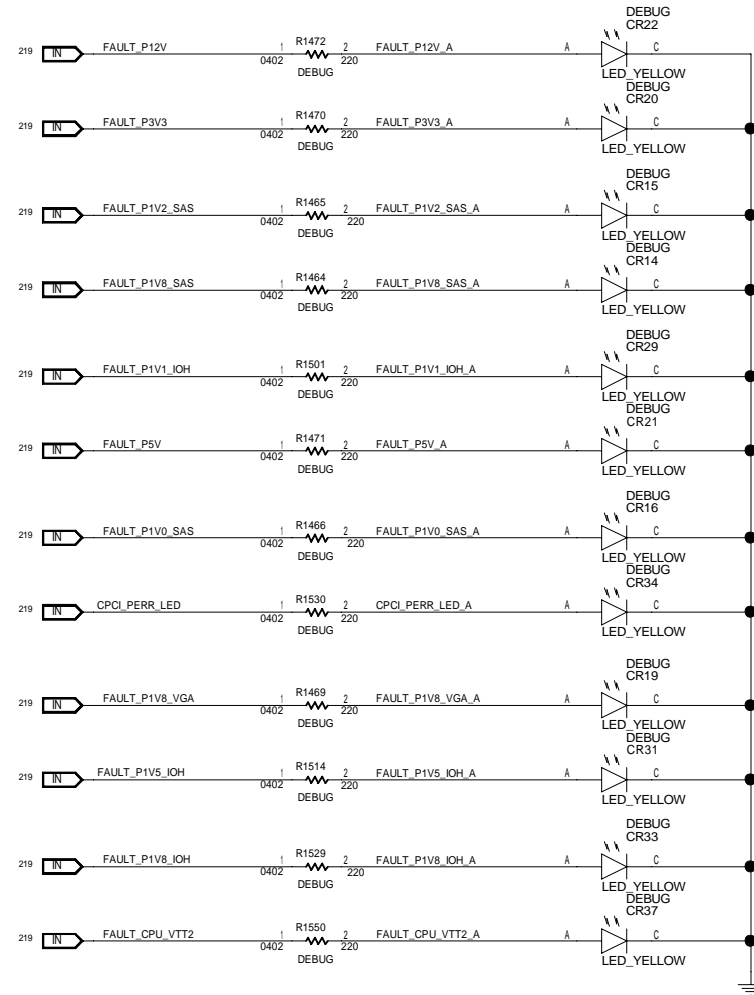 DEBUG
CR22
219 IN FAULT_P12V 1 R1472 2 FAULT_P12V_A A C
0402 220
DEBUG
LED_YELLOW
DEBUG
CR20
219 IN FAULT_P3V3 1 R1470 2 FAULT_P3V3_A A C
0402 220
DEBUG
LED_YELLOW
DEBUG
CR15
219 IN FAULT_P1V2_SAS 1 R1465 2 FAULT_P1V2_SAS_A A C
0402 220
DEBUG
LED_YELLOW
DEBUG
CR14
219 IN FAULT_P1V8_SAS 1 R1464 2 FAULT_P1V8_SAS_A A C
0402 220
DEBUG
LED_YELLOW
DEBUG
CR29
219 IN FAULT_P1V1_IOH 1 R1501 2 FAULT_P1V1_IOH_A A C
0402 220
DEBUG
LED_YELLOW
DEBUG
CR21
219 IN FAULT_P5V 1 R1471 2 FAULT_P5V_A A C
0402 220
DEBUG
LED_YELLOW
DEBUG
CR16
219 IN FAULT_P1V0_SAS 1 R1466 2 FAULT_P1V0_SAS_A A C
0402 220
DEBUG
LED_YELLOW
DEBUG
CR34
219 IN CPCI_PERR_LED 1 R1530 2 CPCI_PERR_LED_A A C
0402 220
DEBUG
LED_YELLOW
DEBUG
CR19
219 IN FAULT_P1V8_VGA 1 R1469 2 FAULT_P1V8_VGA_A A C
0402 220
DEBUG
LED_YELLOW
DEBUG
CR31
219 IN FAULT_P1V5_IOH 1 R1514 2 FAULT_P1V5_IOH_A A C
0402 220
DEBUG
LED_YELLOW
DEBUG
CR33
219 IN FAULT_P1V8_IOH 1 R1529 2 FAULT_P1V8_IOH_A A C
0402 220
DEBUG
LED_YELLOW
DEBUG
CR37
219 IN FAULT_CPU_VTT2 1 R1550 2 FAULT_CPU_VTT2_A A C
0402 220
DEBUG
LED_YELLOW